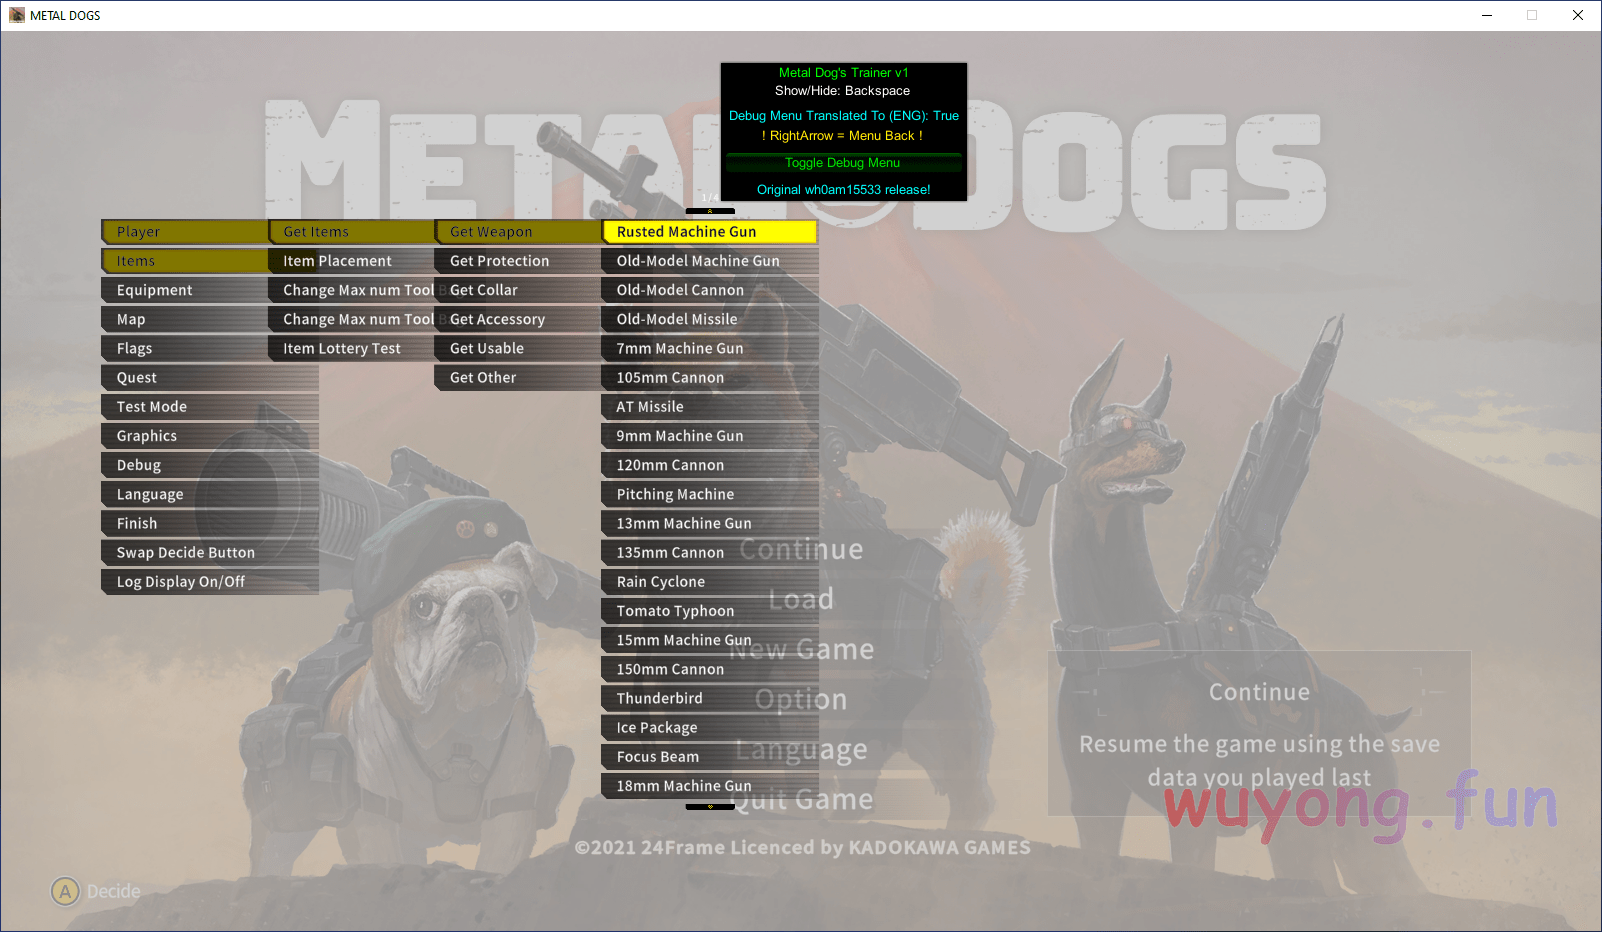 METAL DOGS
Metal Dog's Trainer v1
Show/Hide: Backspace
Debug Menu Translated To (ENG): True
! RightArrow = Menu Back !
Toggle Debug Menu
Original wh0am15533 release!
METAL DOGS
Player
Items
Equipment
Map
Flags
Quest
Test Mode
Graphics
Debug
Language
Finish
Swap Decide Button
Log Display On/Off
Get Items
Item Placement
Change Max num Tool
Change Max num Tool
Item Lottery Test
Get Weapon
Get Protection
Get Collar
Get Accessory
Get Usable
Get Other
Rusted Machine Gun
Old-Model Machine Gun
Old-Model Cannon
Old-Model Missile
7mm Machine Gun
105mm Cannon
AT Missile
9mm Machine Gun
120mm Cannon
Pitching Machine
13mm Machine Gun
135mm Cannon
Rain Cyclone
Tomato Typhoon
15mm Machine Gun
150mm Cannon
Thunderbird
Ice Package
Focus Beam
18mm Machine Gun
Continue
Load
New Game
Option
Language
Quit Game
Continue
Resume the game using the save
data you played last
wuyong.fun
©2021 24Frame Licenced by KADOKAWA GAMES
A Decide